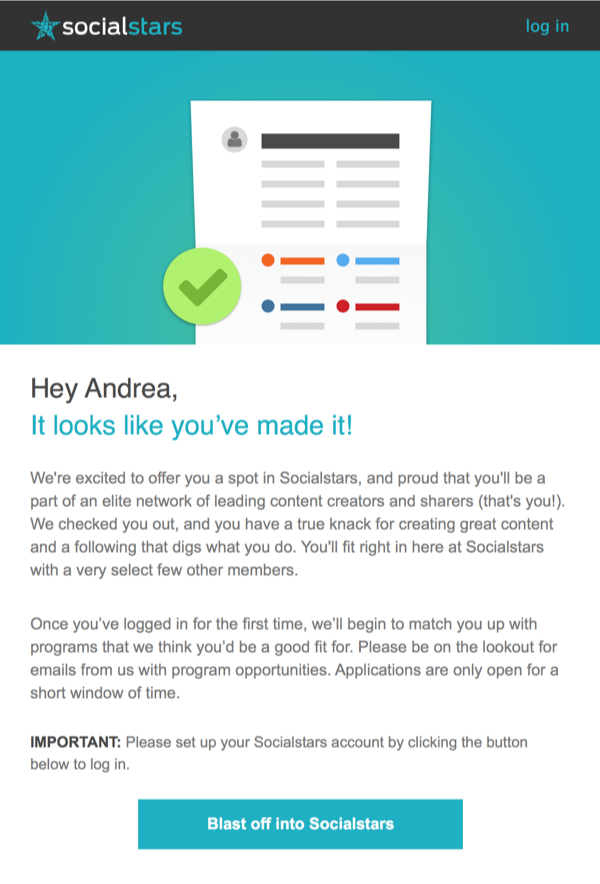 socialstars
log in
Hey Andrea,
It looks like you’ve made it!
We're excited to offer you a spot in Socialstars, and proud that you'll be a
part of an elite network of leading content creators and sharers (that's you!).
We checked you out, and you have a true knack for creating great content
and a following that digs what you do. You'll fit right in here at Socialstars
with a very select few other members.
Once you’ve logged in for the first time, we’ll begin to match you up with
programs that we think you’d be a good fit for. Please be on the lookout for
emails from us with program opportunities. Applications are only open for a
short window of time.
IMPORTANT: Please set up your Socialstars account by clicking the button
below to log in.
Blast off into Socialstars